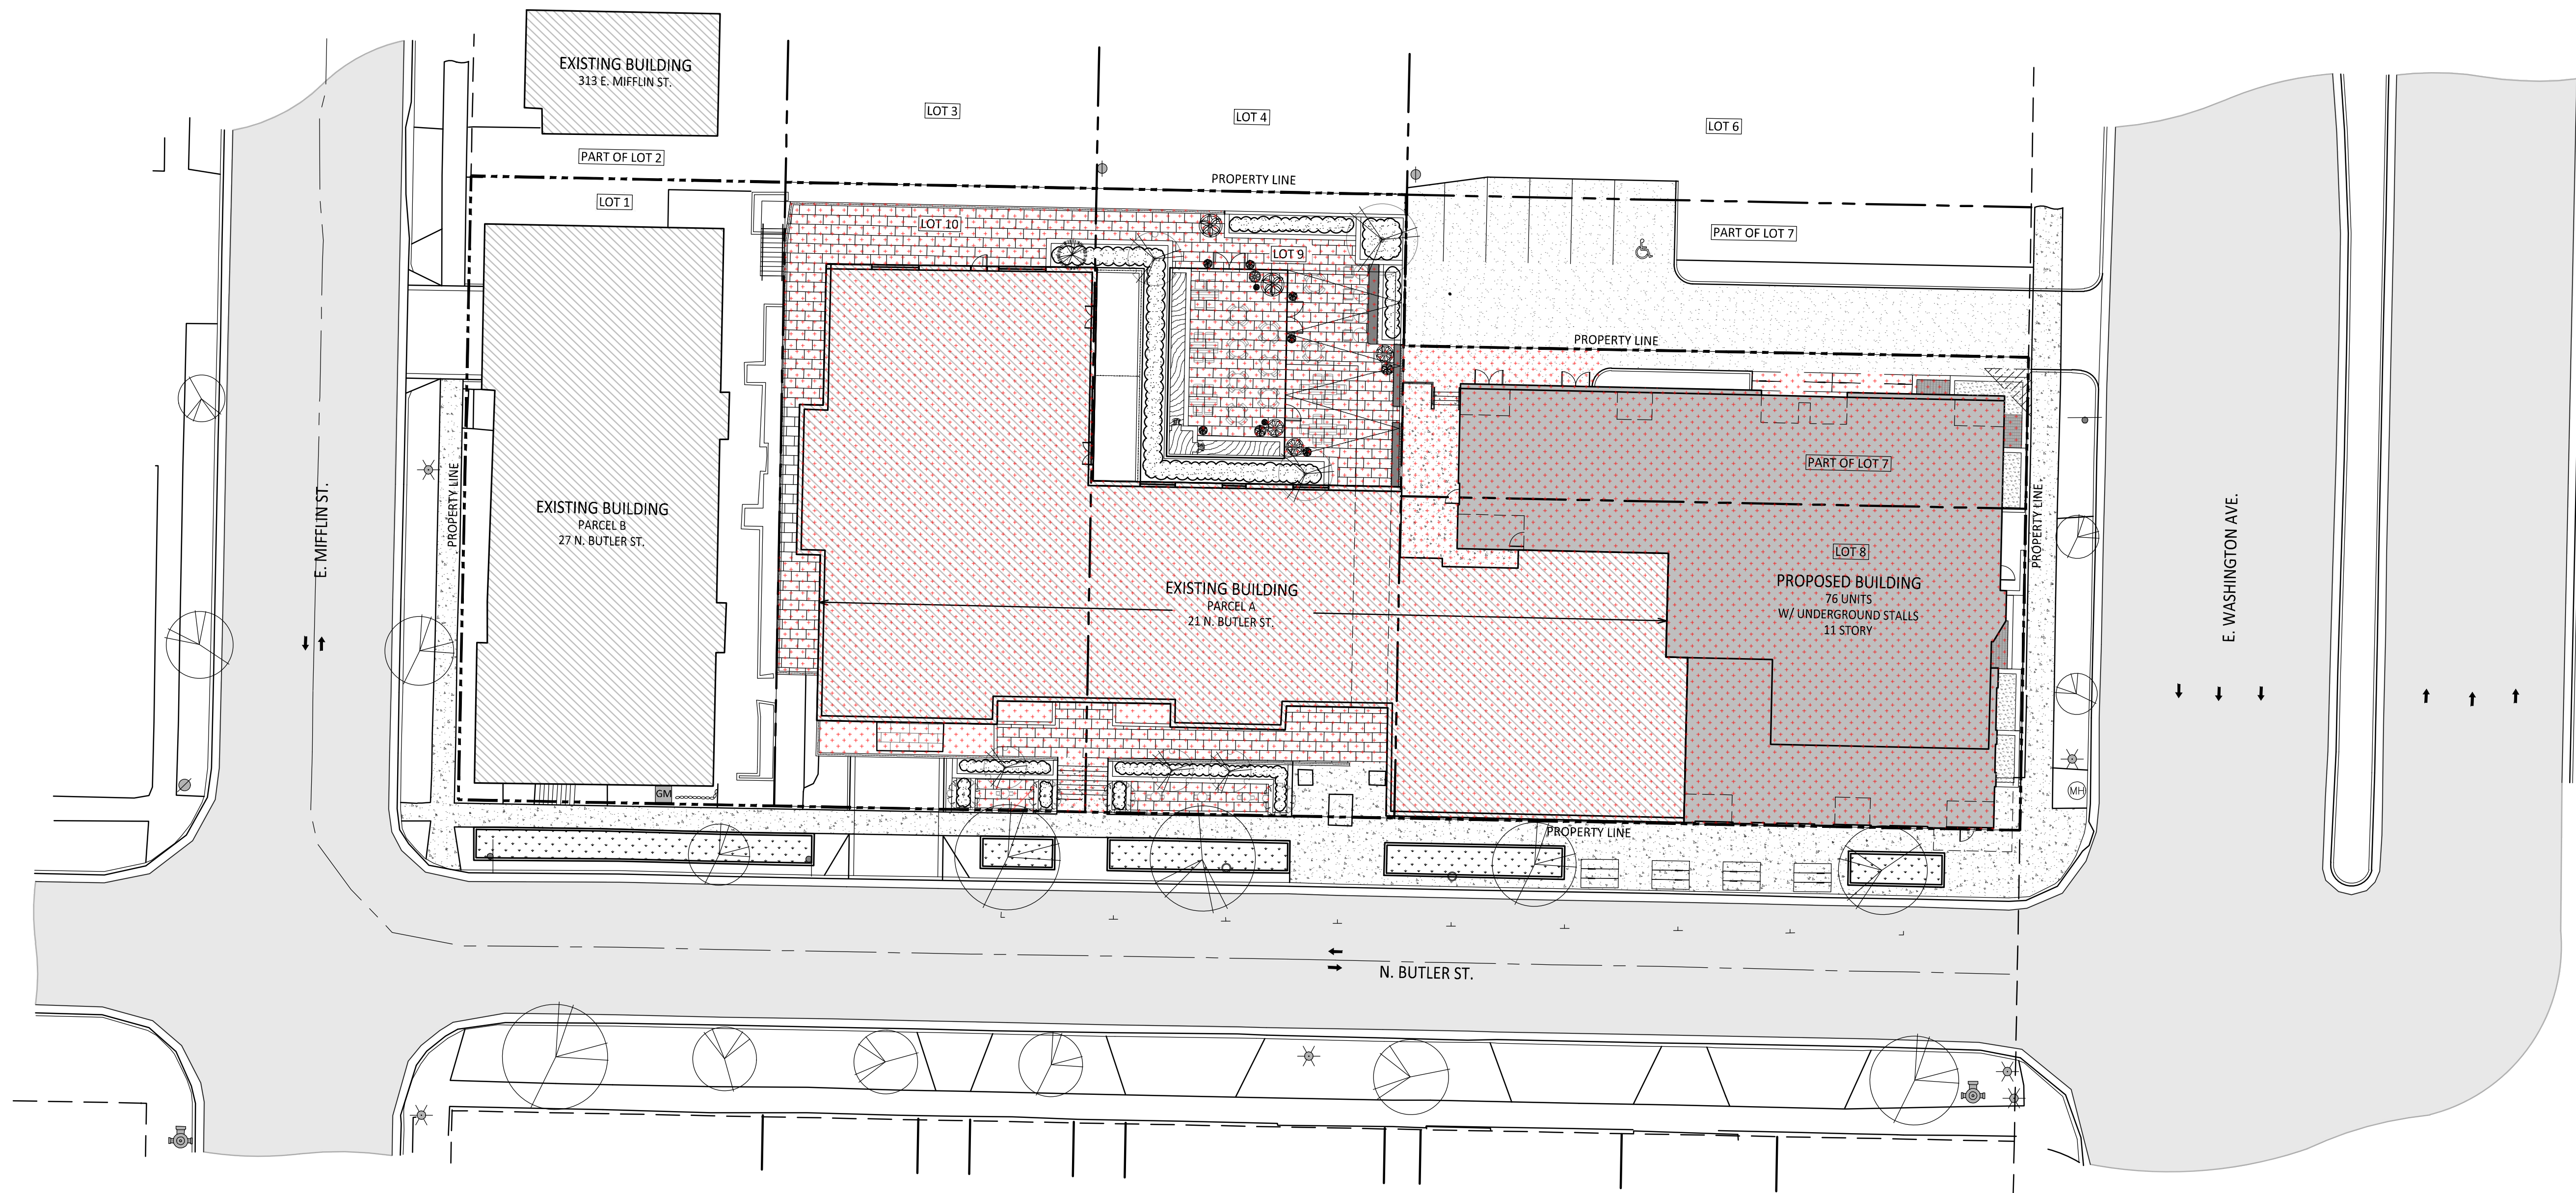 EXISTING BUILDING
313 E. MIFFLIN ST.
LOT 3
LOT 4
LOT 6
PART OF LOT 2
PROPERTY LINE
LOT 1
LOT 10
PART OF LOT 7
LOT 9
PROPERTY LINE
PART OF LOT 7
E. MIFFLIN ST.
PROPERTY LINE
EXISTING BUILDING
PARCEL B
27 N. BUTLER ST.
PROPERTY LINE
E. WASHINGTON AVE.
LOT 8
EXISTING BUILDING
PARCEL A
21 N. BUTLER ST.
PROPOSED BUILDING
76 UNITS
W/ UNDERGROUND STALLS
11 STORY
GM
MH
PROPERTY LINE
N. BUTLER ST.